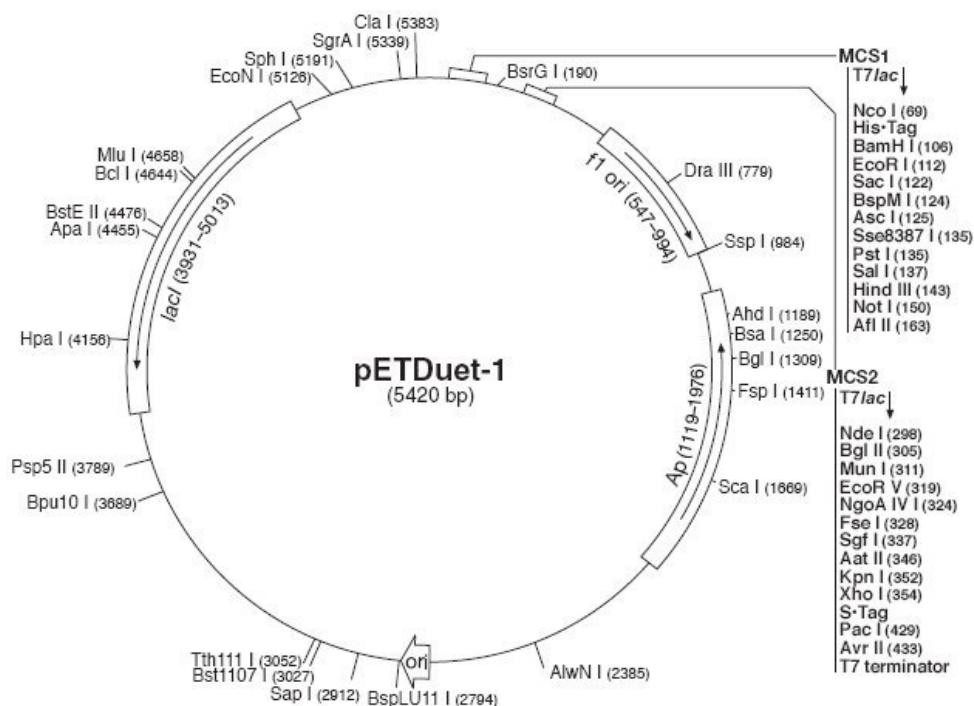 Cla I (5383)
SgrA I (5339)
Sph I (5191)
EcoN I (5126)
Mlu I (4658)
Bcl I (4644)
BstE II (4476)
Apa I (4455)
Hpa I (4156)
Psp5 II (3789)
Bpu10 I (3689)
Tth111 I (3052)
Bst1107 I (3027)
Sap I (2912)
BspLU11 I (2794)
AlwN I (2385)
BsrG I (190)
Dra III (779)
Ssp I (984)
Ahd I (1189)
Bsa I (1250)
Bgl I (1309)
Fsp I (1411)
Sca I (1669)
lacI (3931–5013)
f1 ori (547–994)
Ap (1119–1976)
ori
pETDuet-1
(5420 bp)
MCS1
T7lac
Nco I (69)
His•Tag
BamH I (106)
EcoR I (112)
Sac I (122)
BspM I (124)
Asc I (125)
Sse8387 I (135)
Pst I (135)
Sal I (137)
Hind III (143)
Not I (150)
Afl II (163)
MCS2
T7lac
Nde I (298)
Bgl II (305)
Mun I (311)
EcoR V (319)
NgoA IV I (324)
Fse I (328)
Sgf I (337)
Aat II (346)
Kpn I (352)
Xho I (354)
S•Tag
Pac I (429)
Avr II (433)
T7 terminator